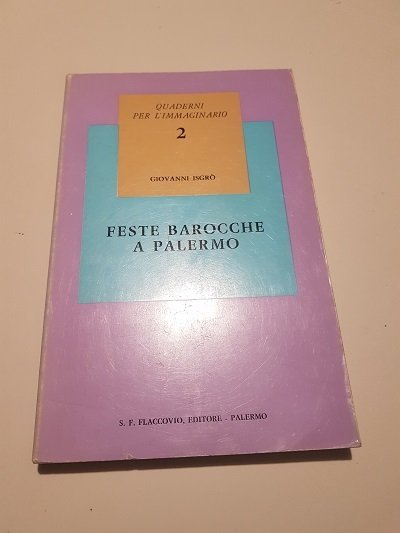 QUADERNI
PER L'IMMAGINARIO
2
GIOVANNI ISGRÒ
FESTE BAROCCHE
A PALERMO
S. F. FLACCOVIO, EDITORE - PALERMO